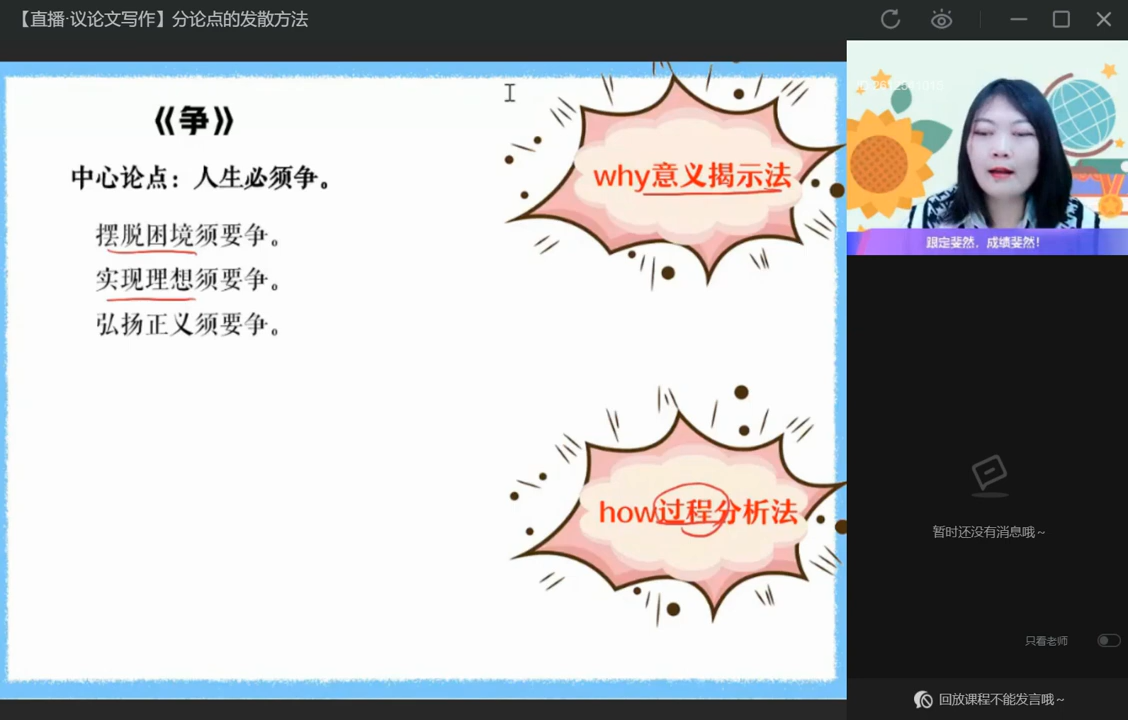 【直播·议论文写作】分论点的发散方法
《争》
中心论点：人生必须争。
摆脱困境须要争。
实现理想须要争。
弘扬正义须要争。
why意义揭示法
how过程分析法
跟定斐然，成绩斐然！
暂时还没有消息哦~
只看老师
回放课程不能发言哦~